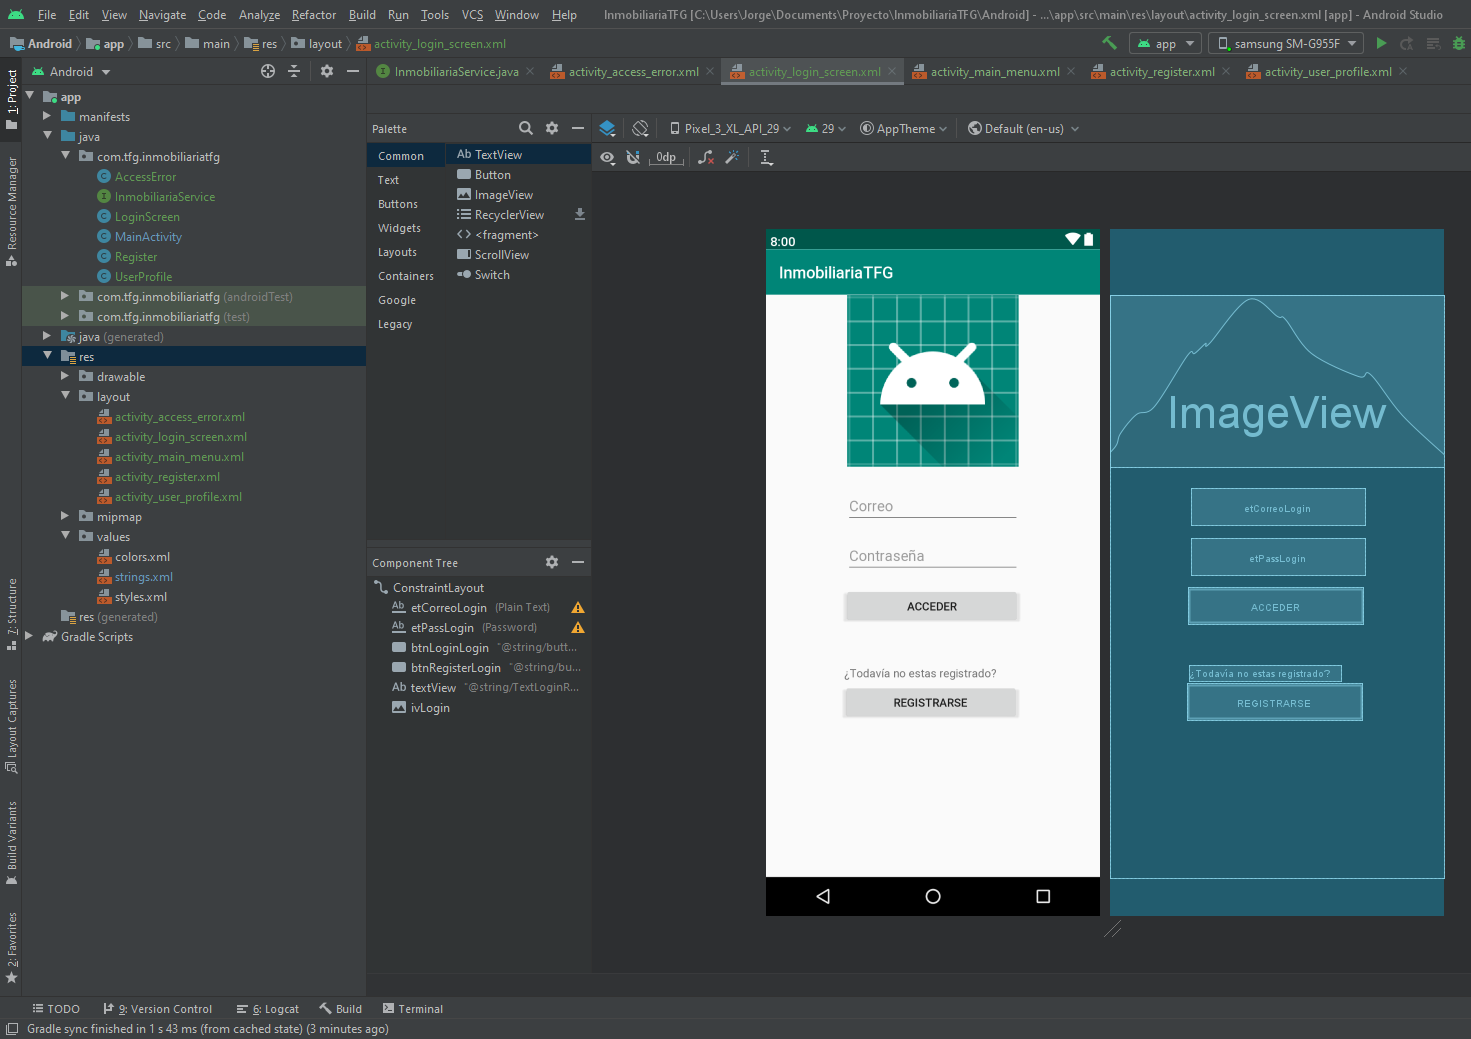 File Edit View Navigate Code Analyze Refactor Build Run Tools VCS Window Help InmobiliariaTFG [C:\Users\Jorge\Documents\Proyecto\InmobiliariaTFG\Android] - ...\app\src\main\res\layout\activity_login_screen.xml [app] - Android Studio
Android app src main res layout activity_login_screen.xml app samsung SM-G955F
1: Project
Resource Manager
7: Structure
Layout Captures
Build Variants
2: Favorites
Android
app
manifests
java
com.tfg.inmobiliariatfg
AccessError
InmobiliariaService
LoginScreen
MainActivity
Register
UserProfile
com.tfg.inmobiliariatfg (androidTest)
com.tfg.inmobiliariatfg (test)
java (generated)
res
drawable
layout
activity_access_error.xml
activity_login_screen.xml
activity_main_menu.xml
activity_register.xml
activity_user_profile.xml
mipmap
values
colors.xml
strings.xml
styles.xml
res (generated)
Gradle Scripts
InmobiliariaService.java activity_access_error.xml activity_login_screen.xml activity_main_menu.xml activity_register.xml activity_user_profile.xml
Palette
Common
Text
Buttons
Widgets
Layouts
Containers
Google
Legacy
Ab TextView
Button
ImageView
RecyclerView
<> <fragment>
ScrollView
Switch
Pixel_3_XL_API_29 29 AppTheme Default (en-us)
0dp
Component Tree
ConstraintLayout
Ab etCorreoLogin (Plain Text)
Ab etPassLogin (Password)
btnLoginLogin "@string/butt...
btnRegisterLogin "@string/bu...
Ab textView "@string/TextLoginR...
ivLogin
8:00
InmobiliariaTFG
Correo
Contraseña
ACCEDER
¿Todavía no estas registrado?
REGISTRARSE
ImageView
etCorreoLogin
etPassLogin
ACCEDER
¿Todavía no estas registrado?
REGISTRARSE
TODO 9: Version Control 6: Logcat Build Terminal
Gradle sync finished in 1 s 43 ms (from cached state) (3 minutes ago)